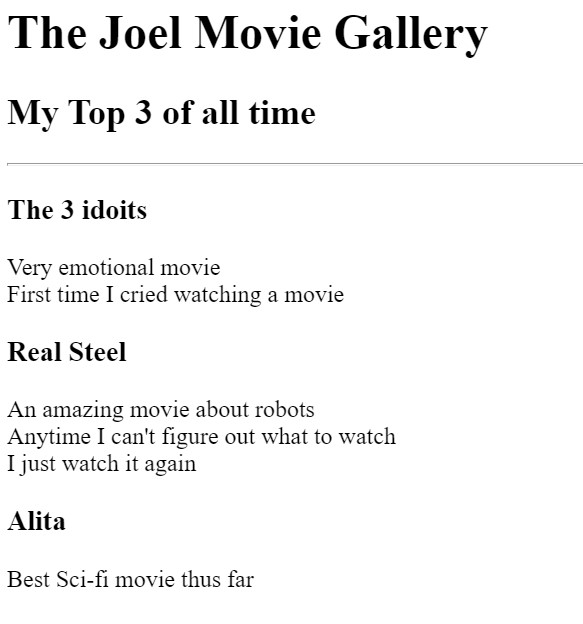 The Joel Movie Gallery
My Top 3 of all time
The 3 idoits
Very emotional movie
First time I cried watching a movie
Real Steel
An amazing movie about robots
Anytime I can't figure out what to watch
I just watch it again
Alita
Best Sci-fi movie thus far